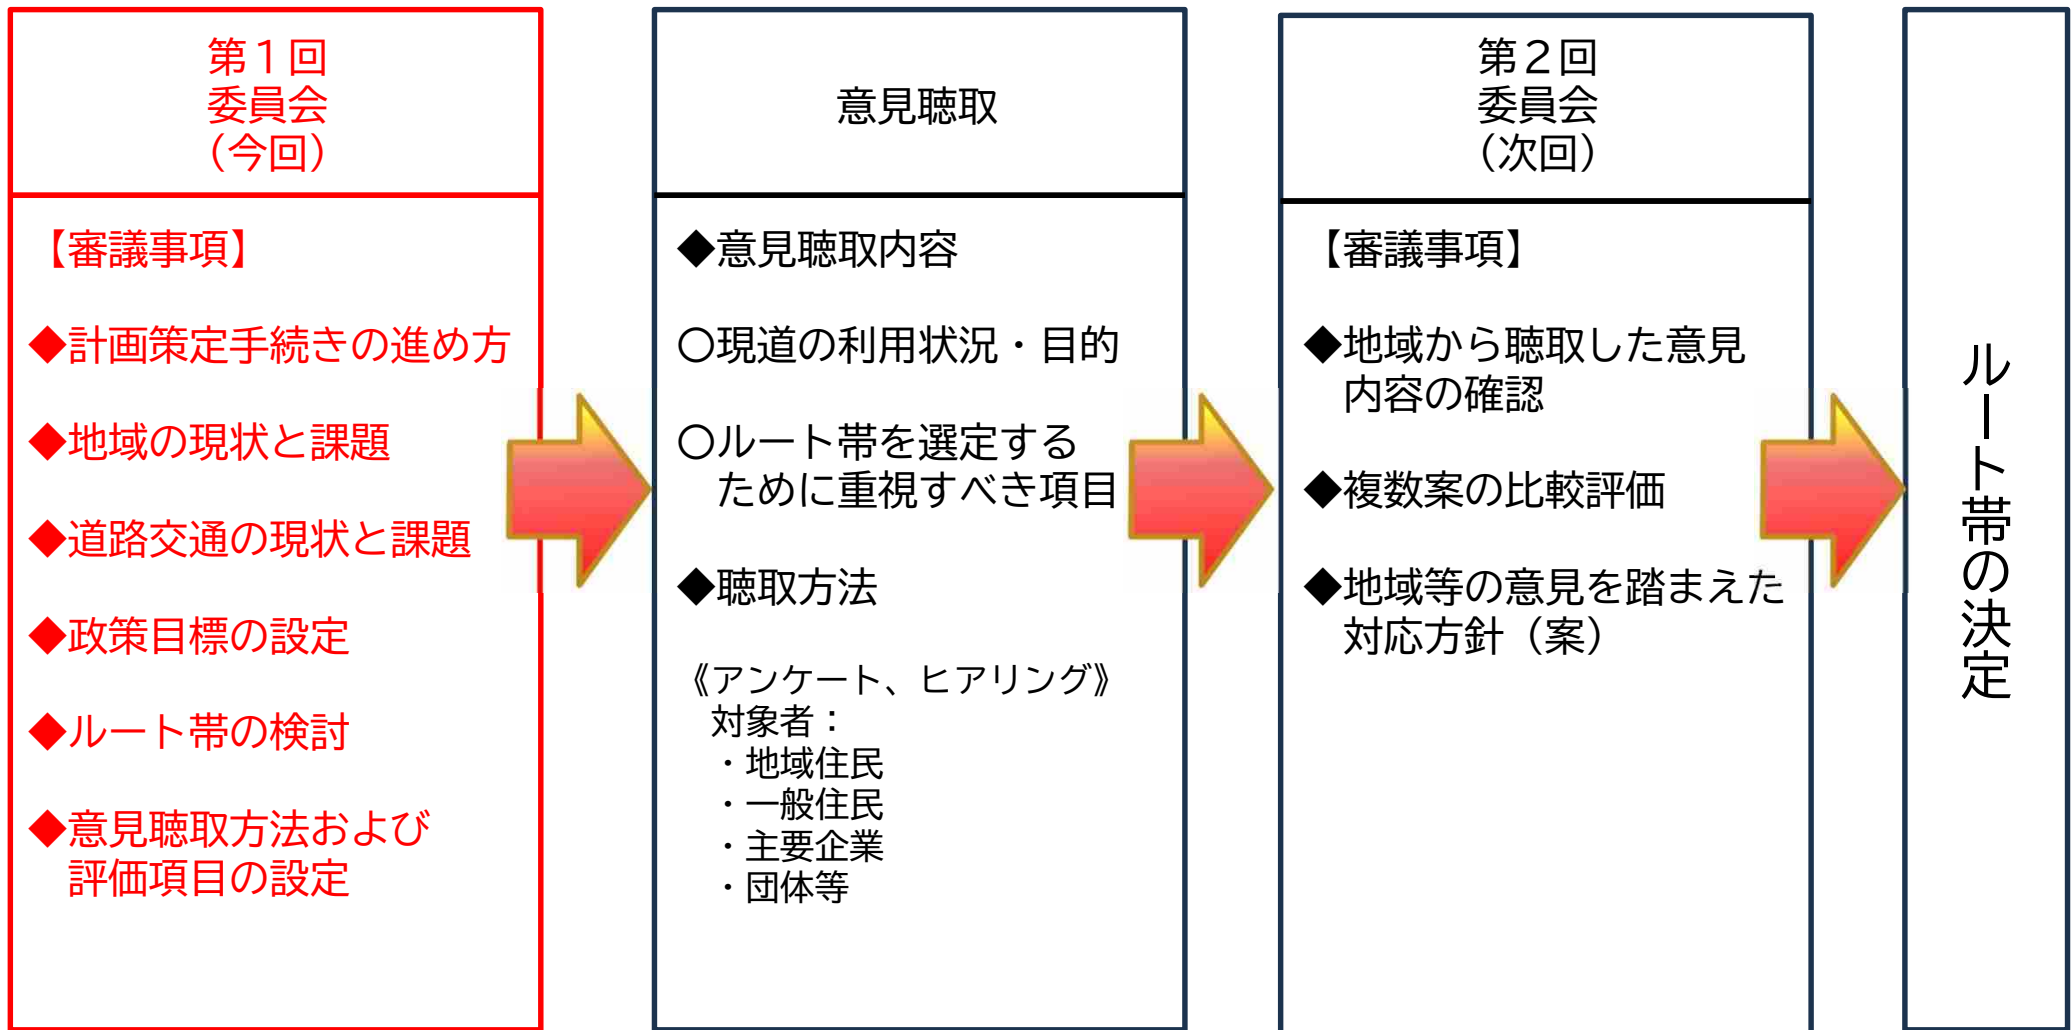 第１回
委員会
（今回）
【審議事項】
◆計画策定手続きの進め方
◆地域の現状と課題
◆道路交通の現状と課題
◆政策目標の設定
◆ルート帯の検討
◆意見聴取方法および
評価項目の設定
意見聴取
◆意見聴取内容
〇現道の利用状況・目的
〇ルート帯を選定する
ために重視すべき項目
◆聴取方法
《アンケート、ヒアリング》
対象者：
・地域住民
・一般住民
・主要企業
・団体等
第２回
委員会
（次回）
【審議事項】
◆地域から聴取した意見
内容の確認
◆複数案の比較評価
◆地域等の意見を踏まえた
対応方針（案）
ルート帯の決定